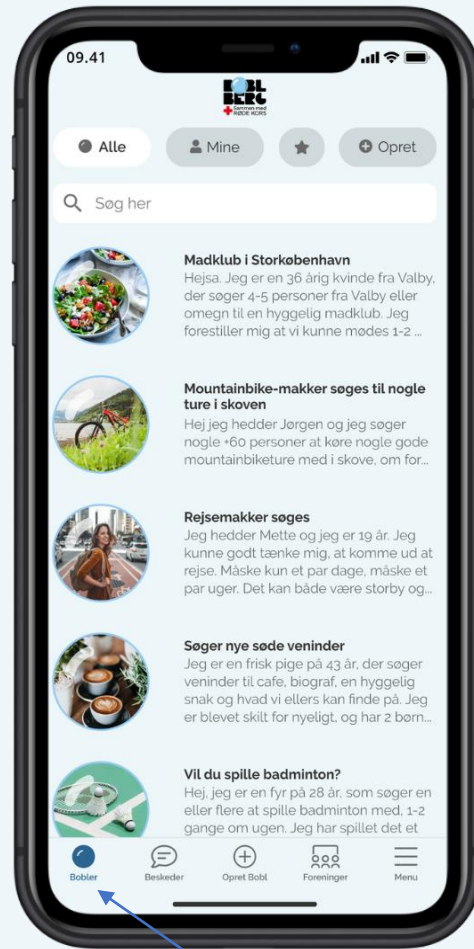 09.41
BOBL
BERG
Sammen med
RØDE KORS
Alle
Mine
Opret
Søg her
Madklub i Storkøbenhavn
Hejsa. Jeg er en 36 årig kvinde fra Valby,
der søger 4-5 personer fra Valby eller
omegn til en hyggelig madklub. Jeg
forestiller mig at vi kunne mødes 1-2 ...
Mountainbike-makker søges til nogle
ture i skoven
Hej jeg hedder Jørgen og jeg søger
nogle +60 personer at køre nogle gode
mountainbiketure med i skove, om for...
Rejsemakker søges
Jeg hedder Mette og jeg er 19 år. Jeg
kunne godt tænke mig, at komme ud at
rejse. Måske kun et par dage, måske et
par uger. Det kan både være storby og...
Søger nye søde veninder
Jeg er en frisk pige på 43 år, der søger
veninder til cafe, biograf, en hyggelig
snak og hvad vi ellers kan finde på. Jeg
er blevet skilt for nyeligt, og har 2 børn...
Vil du spille badminton?
Hej, jeg er en fyr på 28 år, som søger en
eller flere at spille badminton med, 1-2
gange om ugen. Jeg har spillet det et
Bobler
Beskeder
Opret Bobl
Foreninger
Menu